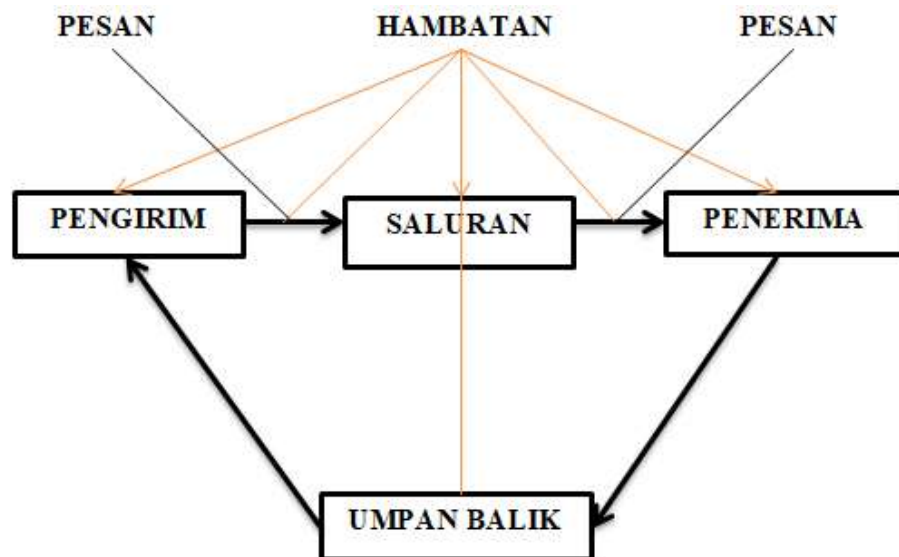 PESAN
HAMBATAN
PESAN
PENGIRIM
SALURAN
PENERIMA
UMPAN BALIK